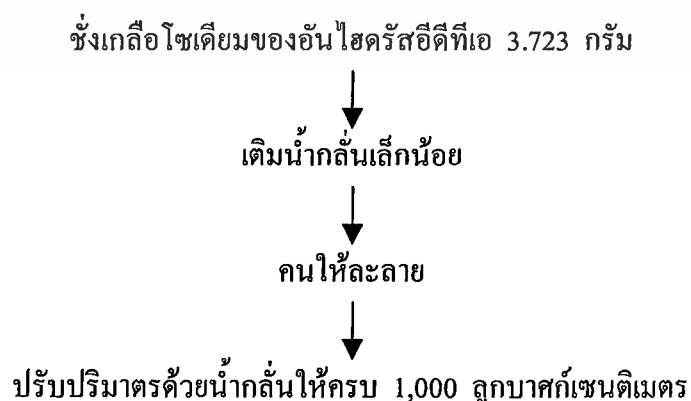 ชั่งเกลือโซเดียมของอันไฮดรัสอีดีทีเอ 3.723 กรัม
เติมน้ำกลั่นเล็กน้อย
คนให้ละลาย
ปรับปริมาตรด้วยน้ำกลั่นให้ครบ 1,000 ลูกบาศก์เซนติเมตร